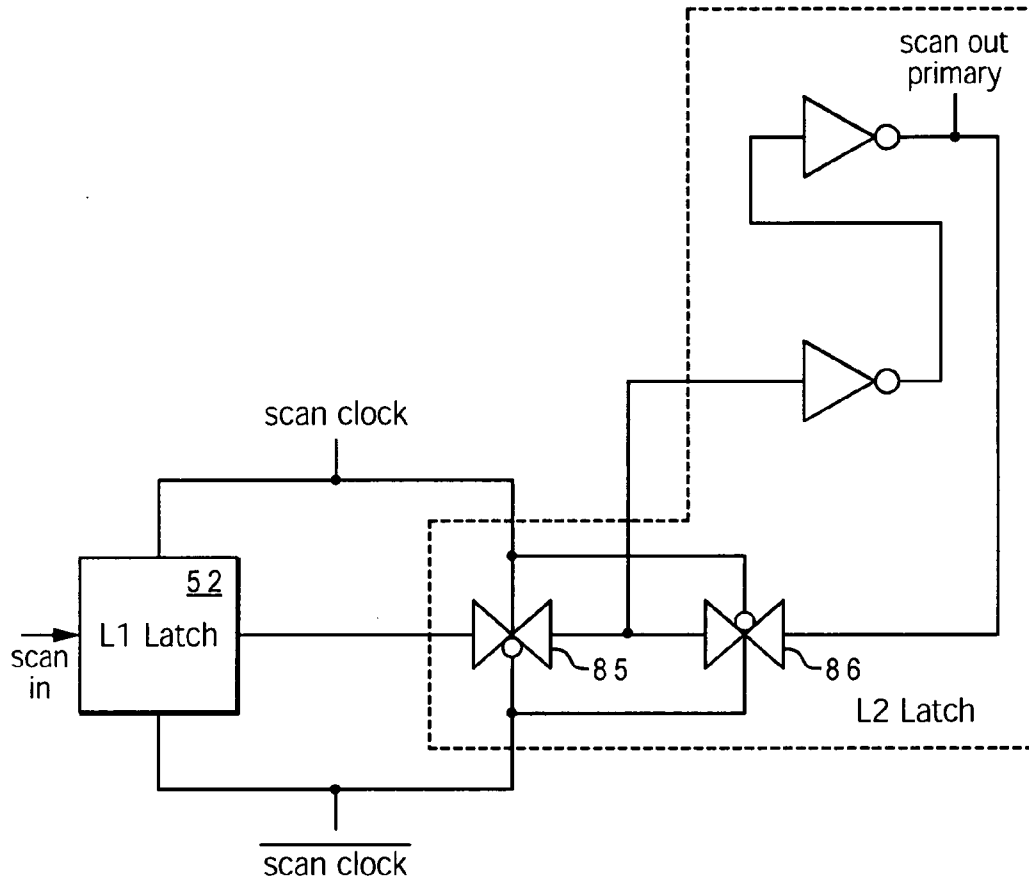 scan out
primary
scan clock
52
L1 Latch
scan
in
85
86
L2 Latch
scan clock